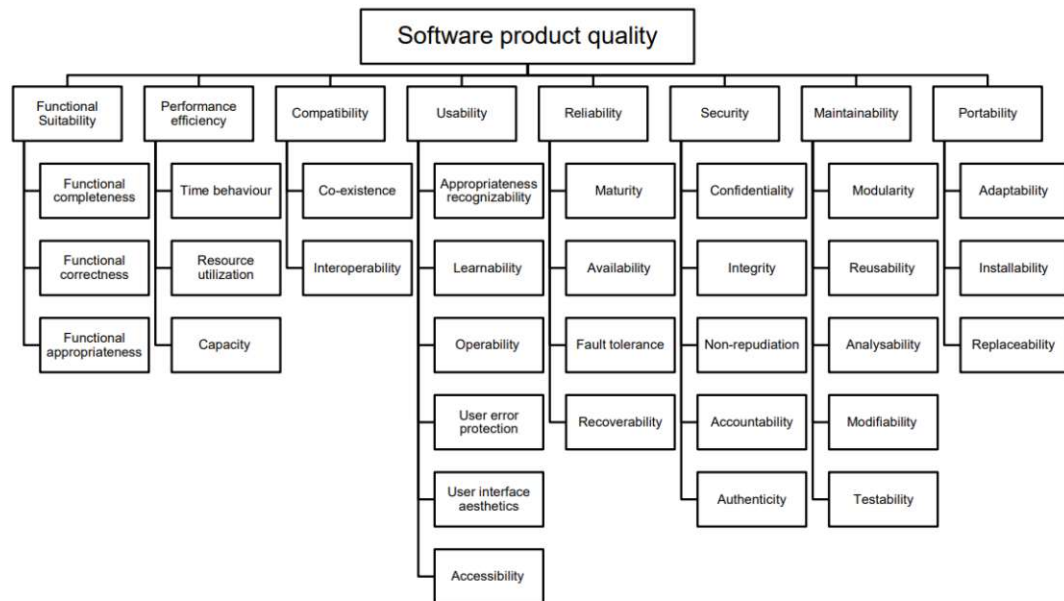 Software product quality
Functional
Suitability
Performance
efficiency
Compatibility
Usability
Reliability
Security
Maintainability
Portability
Functional
completeness
Functional
correctness
Functional
appropriateness
Time behaviour
Resource
utilization
Capacity
Co-existence
Interoperability
Appropriateness
recognizability
Learnability
Operability
User error
protection
User interface
aesthetics
Accessibility
Maturity
Availability
Fault tolerance
Recoverability
Confidentiality
Integrity
Non-repudiation
Accountability
Authenticity
Modularity
Reusability
Analysability
Modifiability
Testability
Adaptability
Installability
Replaceability